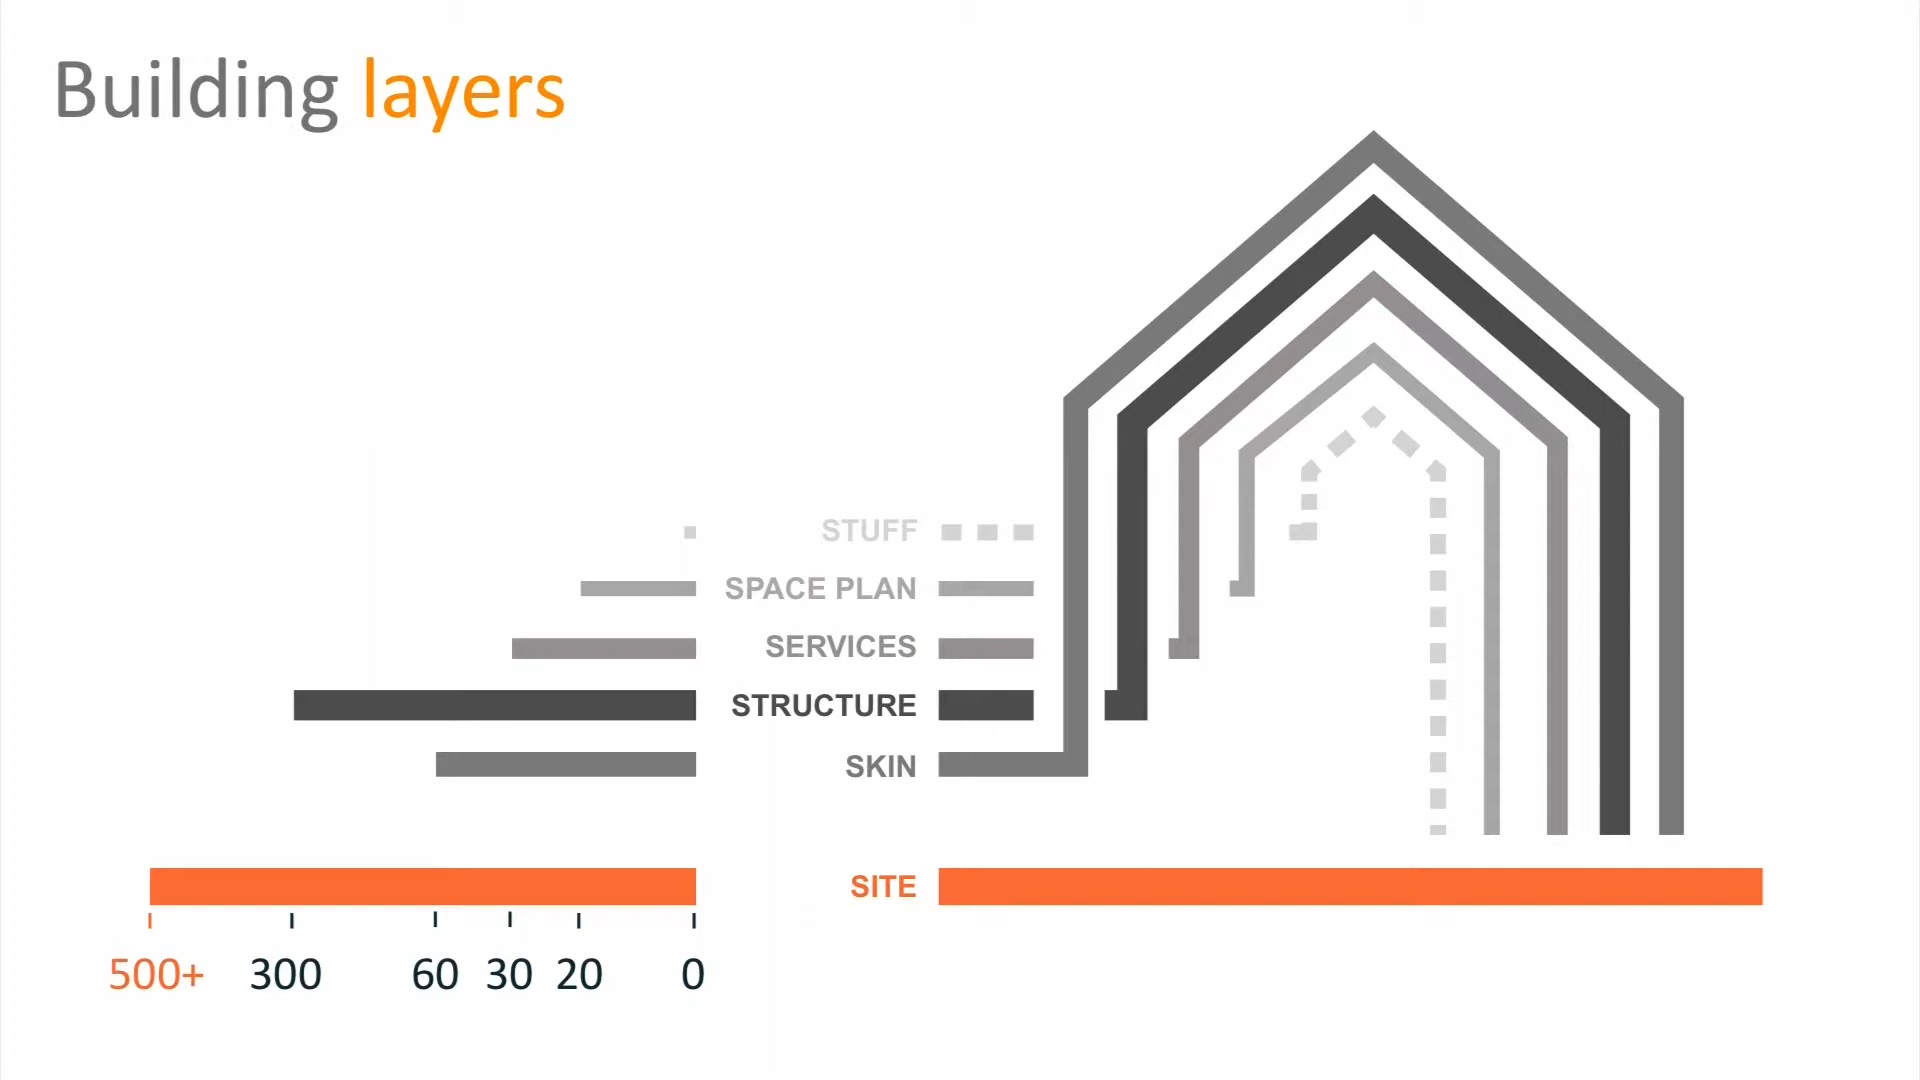 Building layers
STUFF
SPACE PLAN
SERVICES
STRUCTURE
SKIN
SITE
500+ 300 60 30 20 0